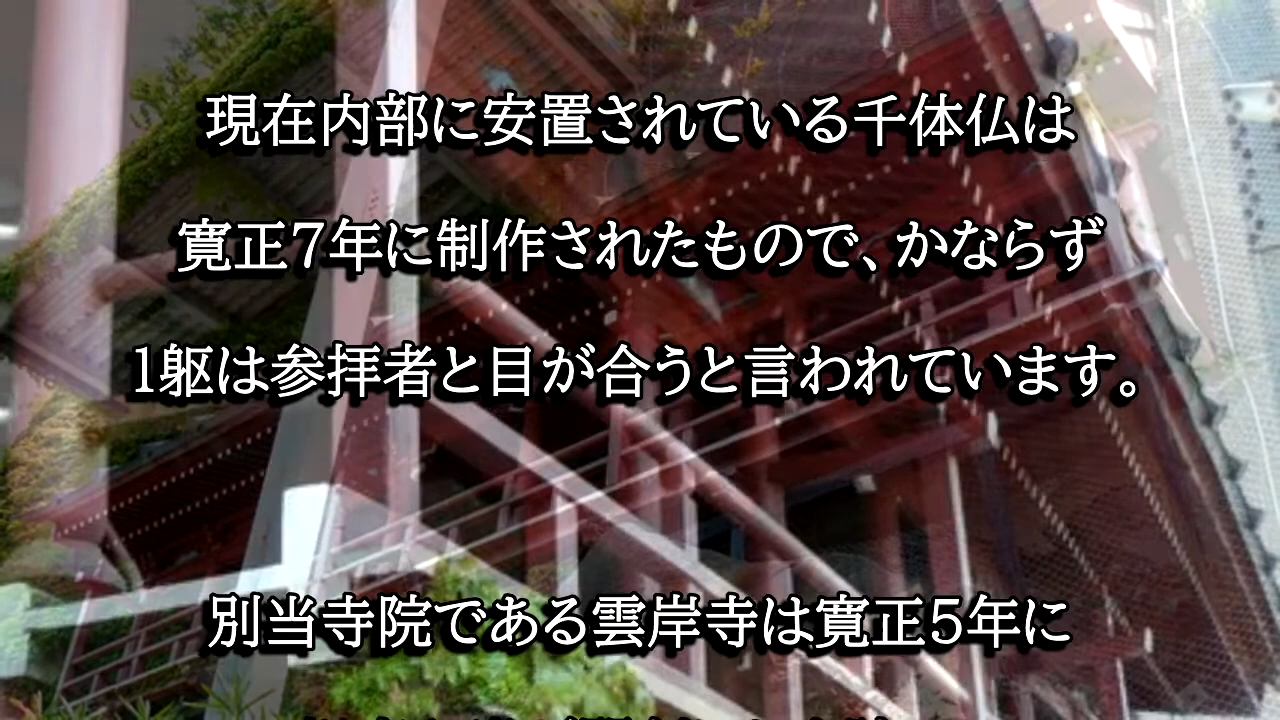 現在内部に安置されている千体仏は
寛正7年に制作されたもので、かならず
1躯は参拝者と目が合うと言われています。
別当寺院である雲岸寺は寛正5年に